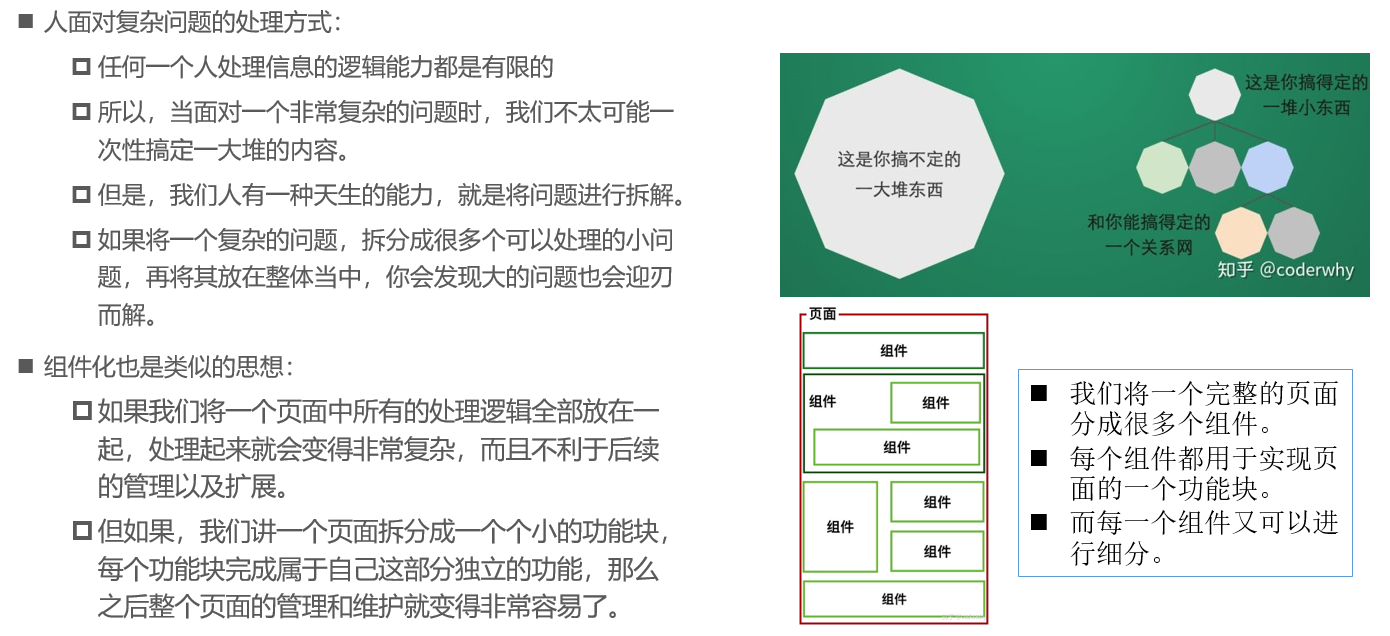 人面对复杂问题的处理方式：
任何一个人处理信息的逻辑能力都是有限的
所以，当面对一个非常复杂的问题时，我们不太可能一
次性搞定一大堆的内容。
但是，我们人有一种天生的能力，就是将问题进行拆解。
如果将一个复杂的问题，拆分成很多个可以处理的小问
题，再将其放在整体当中，你会发现大的问题也会迎刃
而解。
组件化也是类似的思想：
如果我们将一个页面中所有的处理逻辑全部放在一
起，处理起来就会变得非常复杂，而且不利于后续
的管理以及扩展。
但如果，我们讲一个页面拆分成一个个小的功能块，
每个功能块完成属于自己这部分独立的功能，那么
之后整个页面的管理和维护就变得非常容易了。
这是你搞不定的
一大堆东西
这是你搞得定的
一堆小东西
和你能搞得定的
一个关系网
知乎 @coderwhy
页面
组件
组件
组件
组件
组件
组件
组件
组件
我们将一个完整的页面
分成很多个组件。
每个组件都用于实现页
面的一个功能块。
而每一个组件又可以进
行细分。